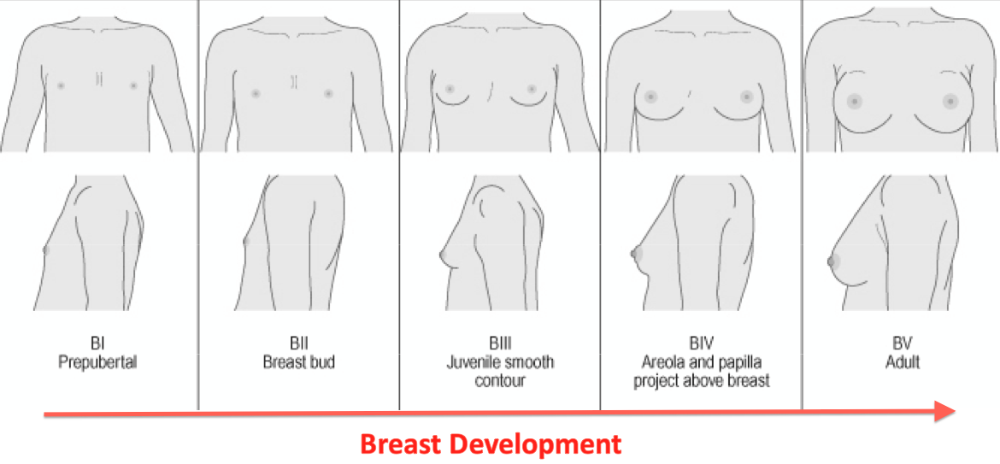 BI
Prepubertal
BII
Breast bud
BIII
Juvenile smooth
contour
BIV
Areola and papilla
project above breast
BV
Adult
Breast Development